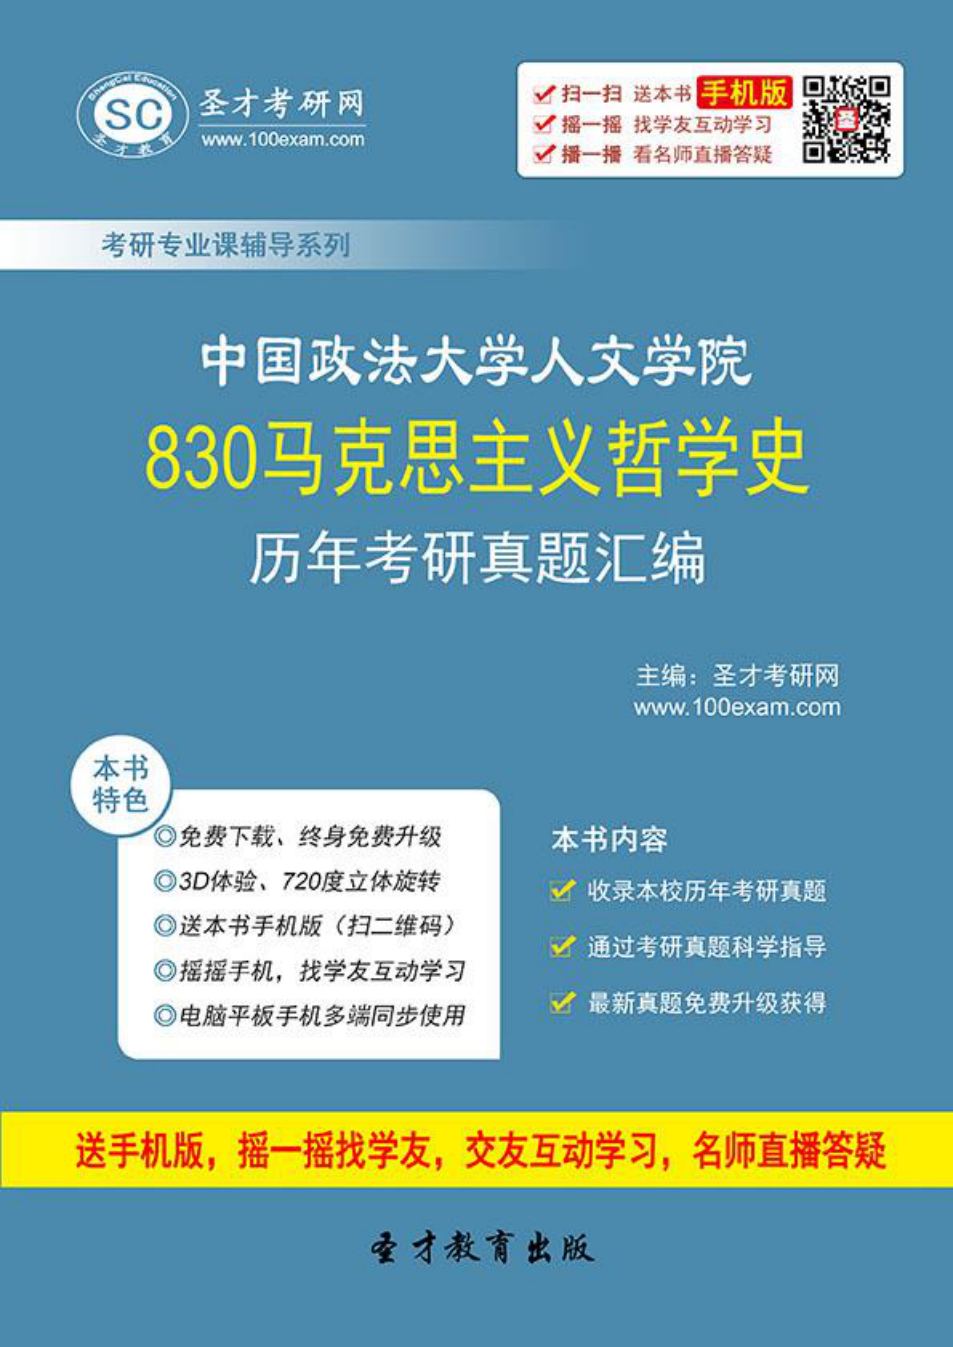 ShengCai Education
SC
圣才教育
圣才考研网
www.100exam.com
扫一扫 送本书 手机版
摇一摇 找学友互动学习
播一播 看名师直播答疑
圣
考研专业课辅导系列
中国政法大学人文学院
830马克思主义哲学史
历年考研真题汇编
主编：圣才考研网
www.100exam.com
本书
特色
◎免费下载、终身免费升级
◎3D体验、720度立体旋转
◎送本书手机版（扫二维码）
◎摇摇手机，找学友互动学习
◎电脑平板手机多端同步使用
本书内容
收录本校历年考研真题
通过考研真题科学指导
最新真题免费升级获得
送手机版，摇一摇找学友，交友互动学习，名师直播答疑
圣才教育出版